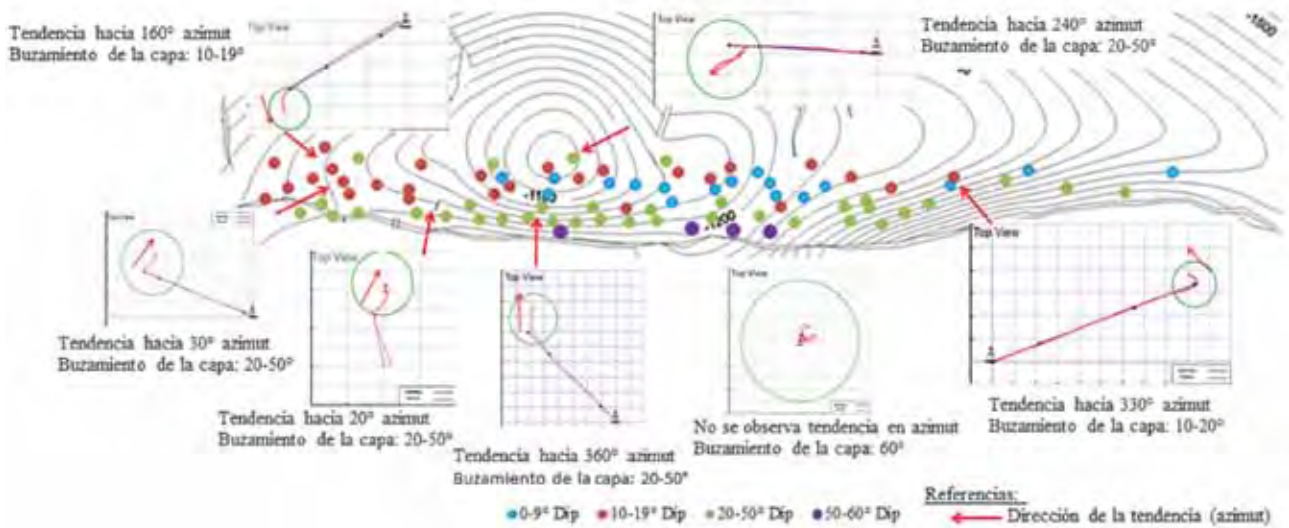 Tendencia hacia 160° azimut
Buzamiento de la capa: 10-19°
Top View
Top View
Tendencia hacia 240° azimut
Buzamiento de la capa: 20-50°
-1500
-1200
Top View
Tendencia hacia 30° azimut
Buzamiento de la capa: 20-50°
Top View
Tendencia hacia 20° azimut
Buzamiento de la capa: 20-50°
Top View
Tendencia hacia 360° azimut
Buzamiento de la capa: 20-50°
Top View
No se observa tendencia en azimut
Buzamiento de la capa: 60°
Top View
Tendencia hacia 330° azimut
Buzamiento de la capa: 10-20°
0-9° Dip
10-19° Dip
20-50° Dip
50-60° Dip
Referencias:
Dirección de la tendencia (azimut)